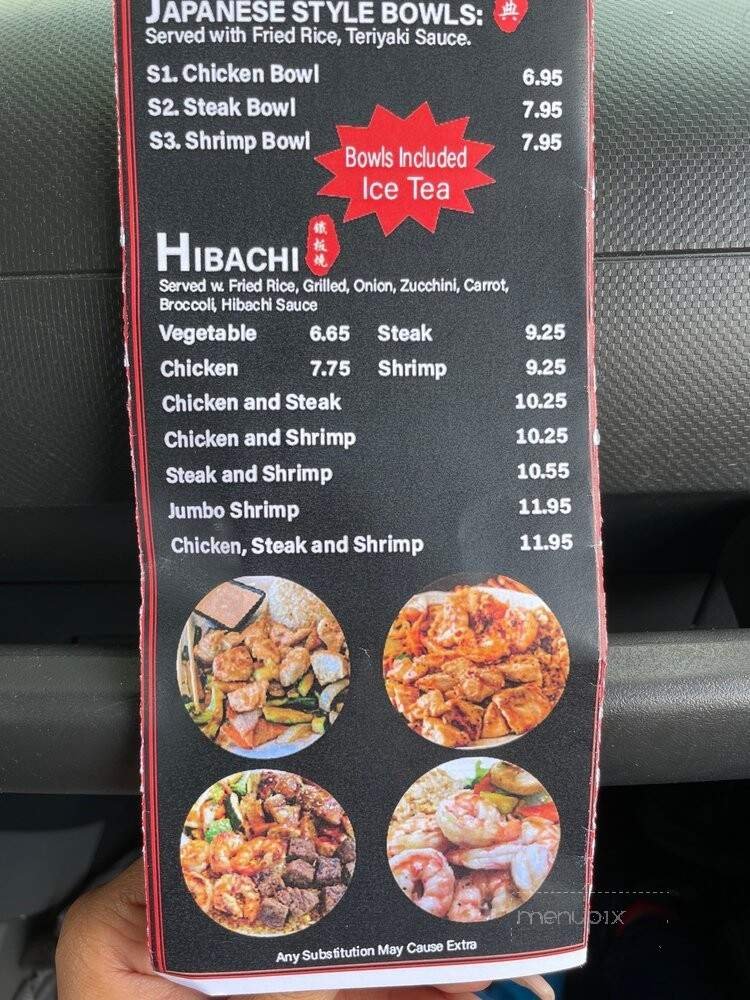 JAPANESE STYLE BOWLS: 典
Served with Fried Rice, Teriyaki Sauce.
S1. Chicken Bowl 6.95
S2. Steak Bowl 7.95
S3. Shrimp Bowl 7.95
Bowls Included
Ice Tea
HIBACHI 鐵板燒
Served w. Fried Rice, Grilled, Onion, Zucchini, Carrot,
Broccoli, Hibachi Sauce
Vegetable 6.65 Steak 9.25
Chicken 7.75 Shrimp 9.25
Chicken and Steak 10.25
Chicken and Shrimp 10.25
Steak and Shrimp 10.55
Jumbo Shrimp 11.95
Chicken, Steak and Shrimp 11.95
menupix
Any Substitution May Cause Extra